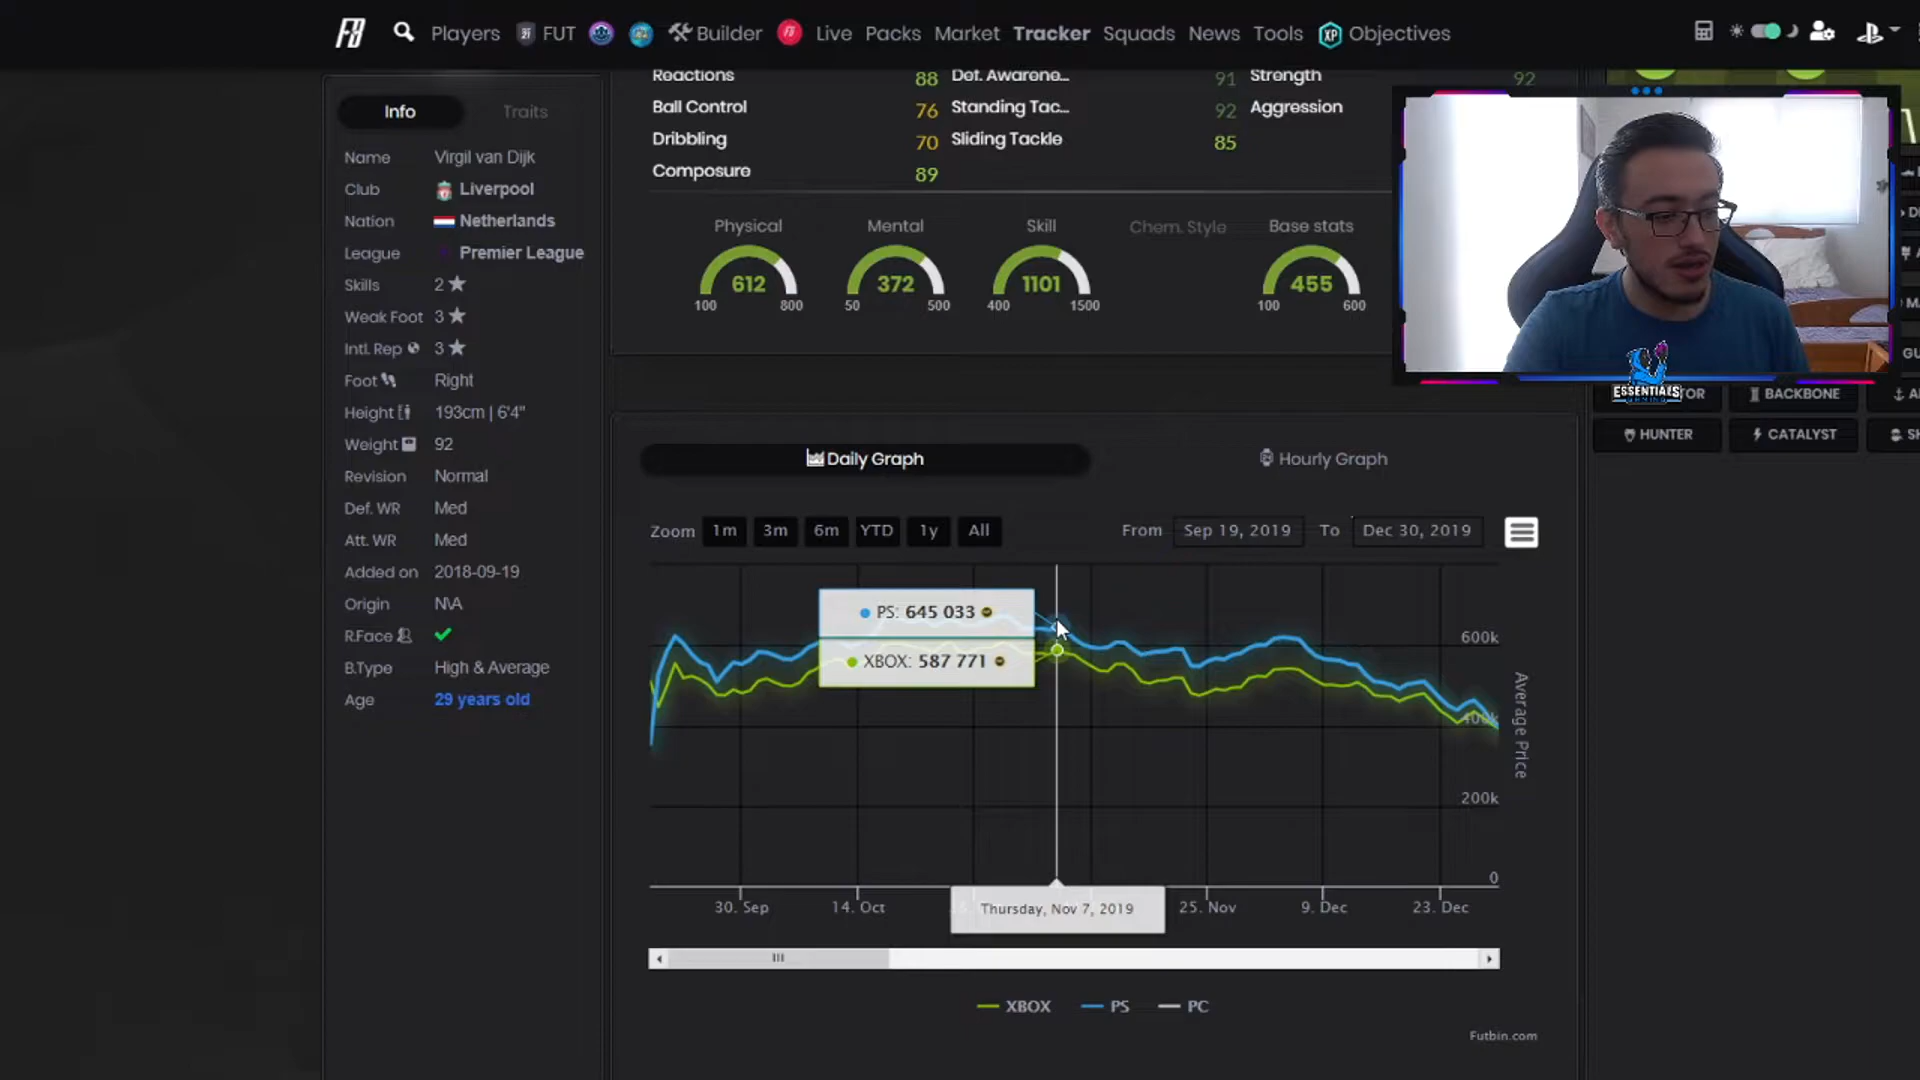 Players 21 FUT Builder Live Packs Market Tracker Squads News Tools XP Objectives
Info Traits
Name Virgil van Dijk
Club Liverpool
Nation Netherlands
League Premier League
Skills 2
Weak Foot 3
Intl. Rep 3
Foot Right
Height 193cm | 6'4"
Weight 92
Revision Normal
Def. WR Med
Att. WR Med
Added on 2018-09-19
Origin N\A
R.Face
B.Type High & Average
Age 29 years old
Reactions 88 Def. Awarene... 91 Strength 92
Ball Control 76 Standing Tac... 92 Aggression
Dribbling 70 Sliding Tackle 85
Composure 89
Physical Mental Skill Chem. Style Base stats
612 372 1101 455
100 800 50 500 400 1500 100 600
ESSENTIALS
BACKBONE
HUNTER CATALYST
Daily Graph Hourly Graph
Zoom 1m 3m 6m YTD 1y All From Sep 19, 2019 To Dec 30, 2019
PS: 645 033
XBOX: 587 771
600k
400k
200k
0
Average Price
30. Sep 14. Oct Thursday, Nov 7, 2019 25. Nov 9. Dec 23. Dec
XBOX PS PC
Futbin.com